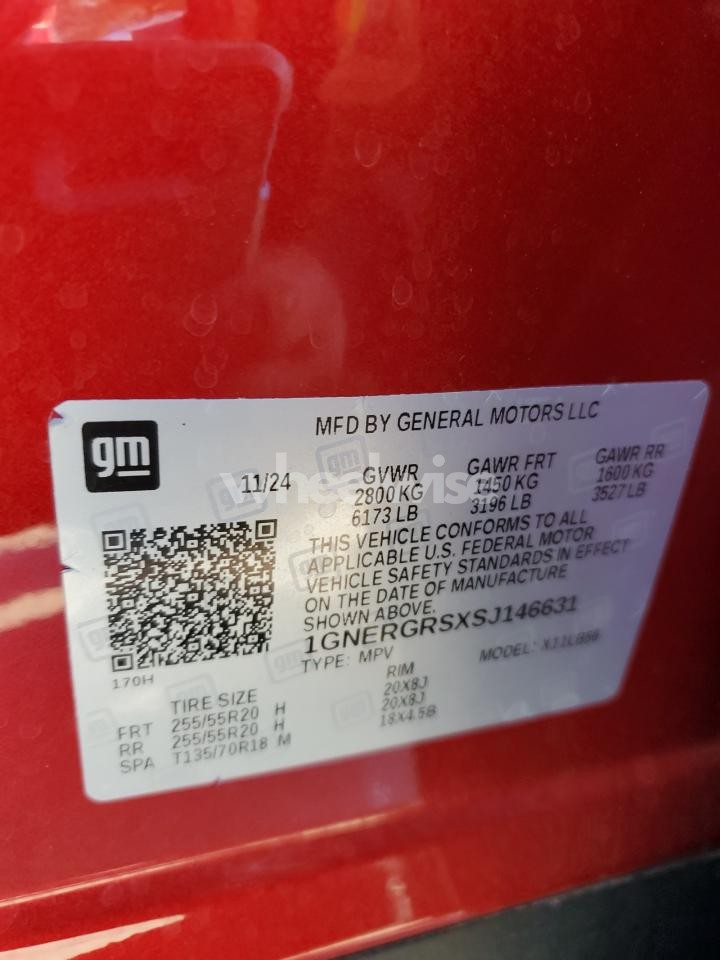 gm
MFD BY GENERAL MOTORS LLC
11/24
GVWR
2800 KG
6173 LB
GAWR FRT
1450 KG
3196 LB
GAWR RR
1600 KG
3527 LB
THIS VEHICLE CONFORMS TO ALL
APPLICABLE U.S. FEDERAL MOTOR
VEHICLE SAFETY STANDARDS IN EFFECT
ON THE DATE OF MANUFACTURE
SHOWN ABOVE.
1GNERGRSXSJ146631
TYPE: MPV
MODEL:
170H
TIRE SIZE
RIM
FRT 255/55R20 H 20X8J
RR 255/55R20 H 20X8J
SPA T135/70R18 M 18X4.5B
wheelwise